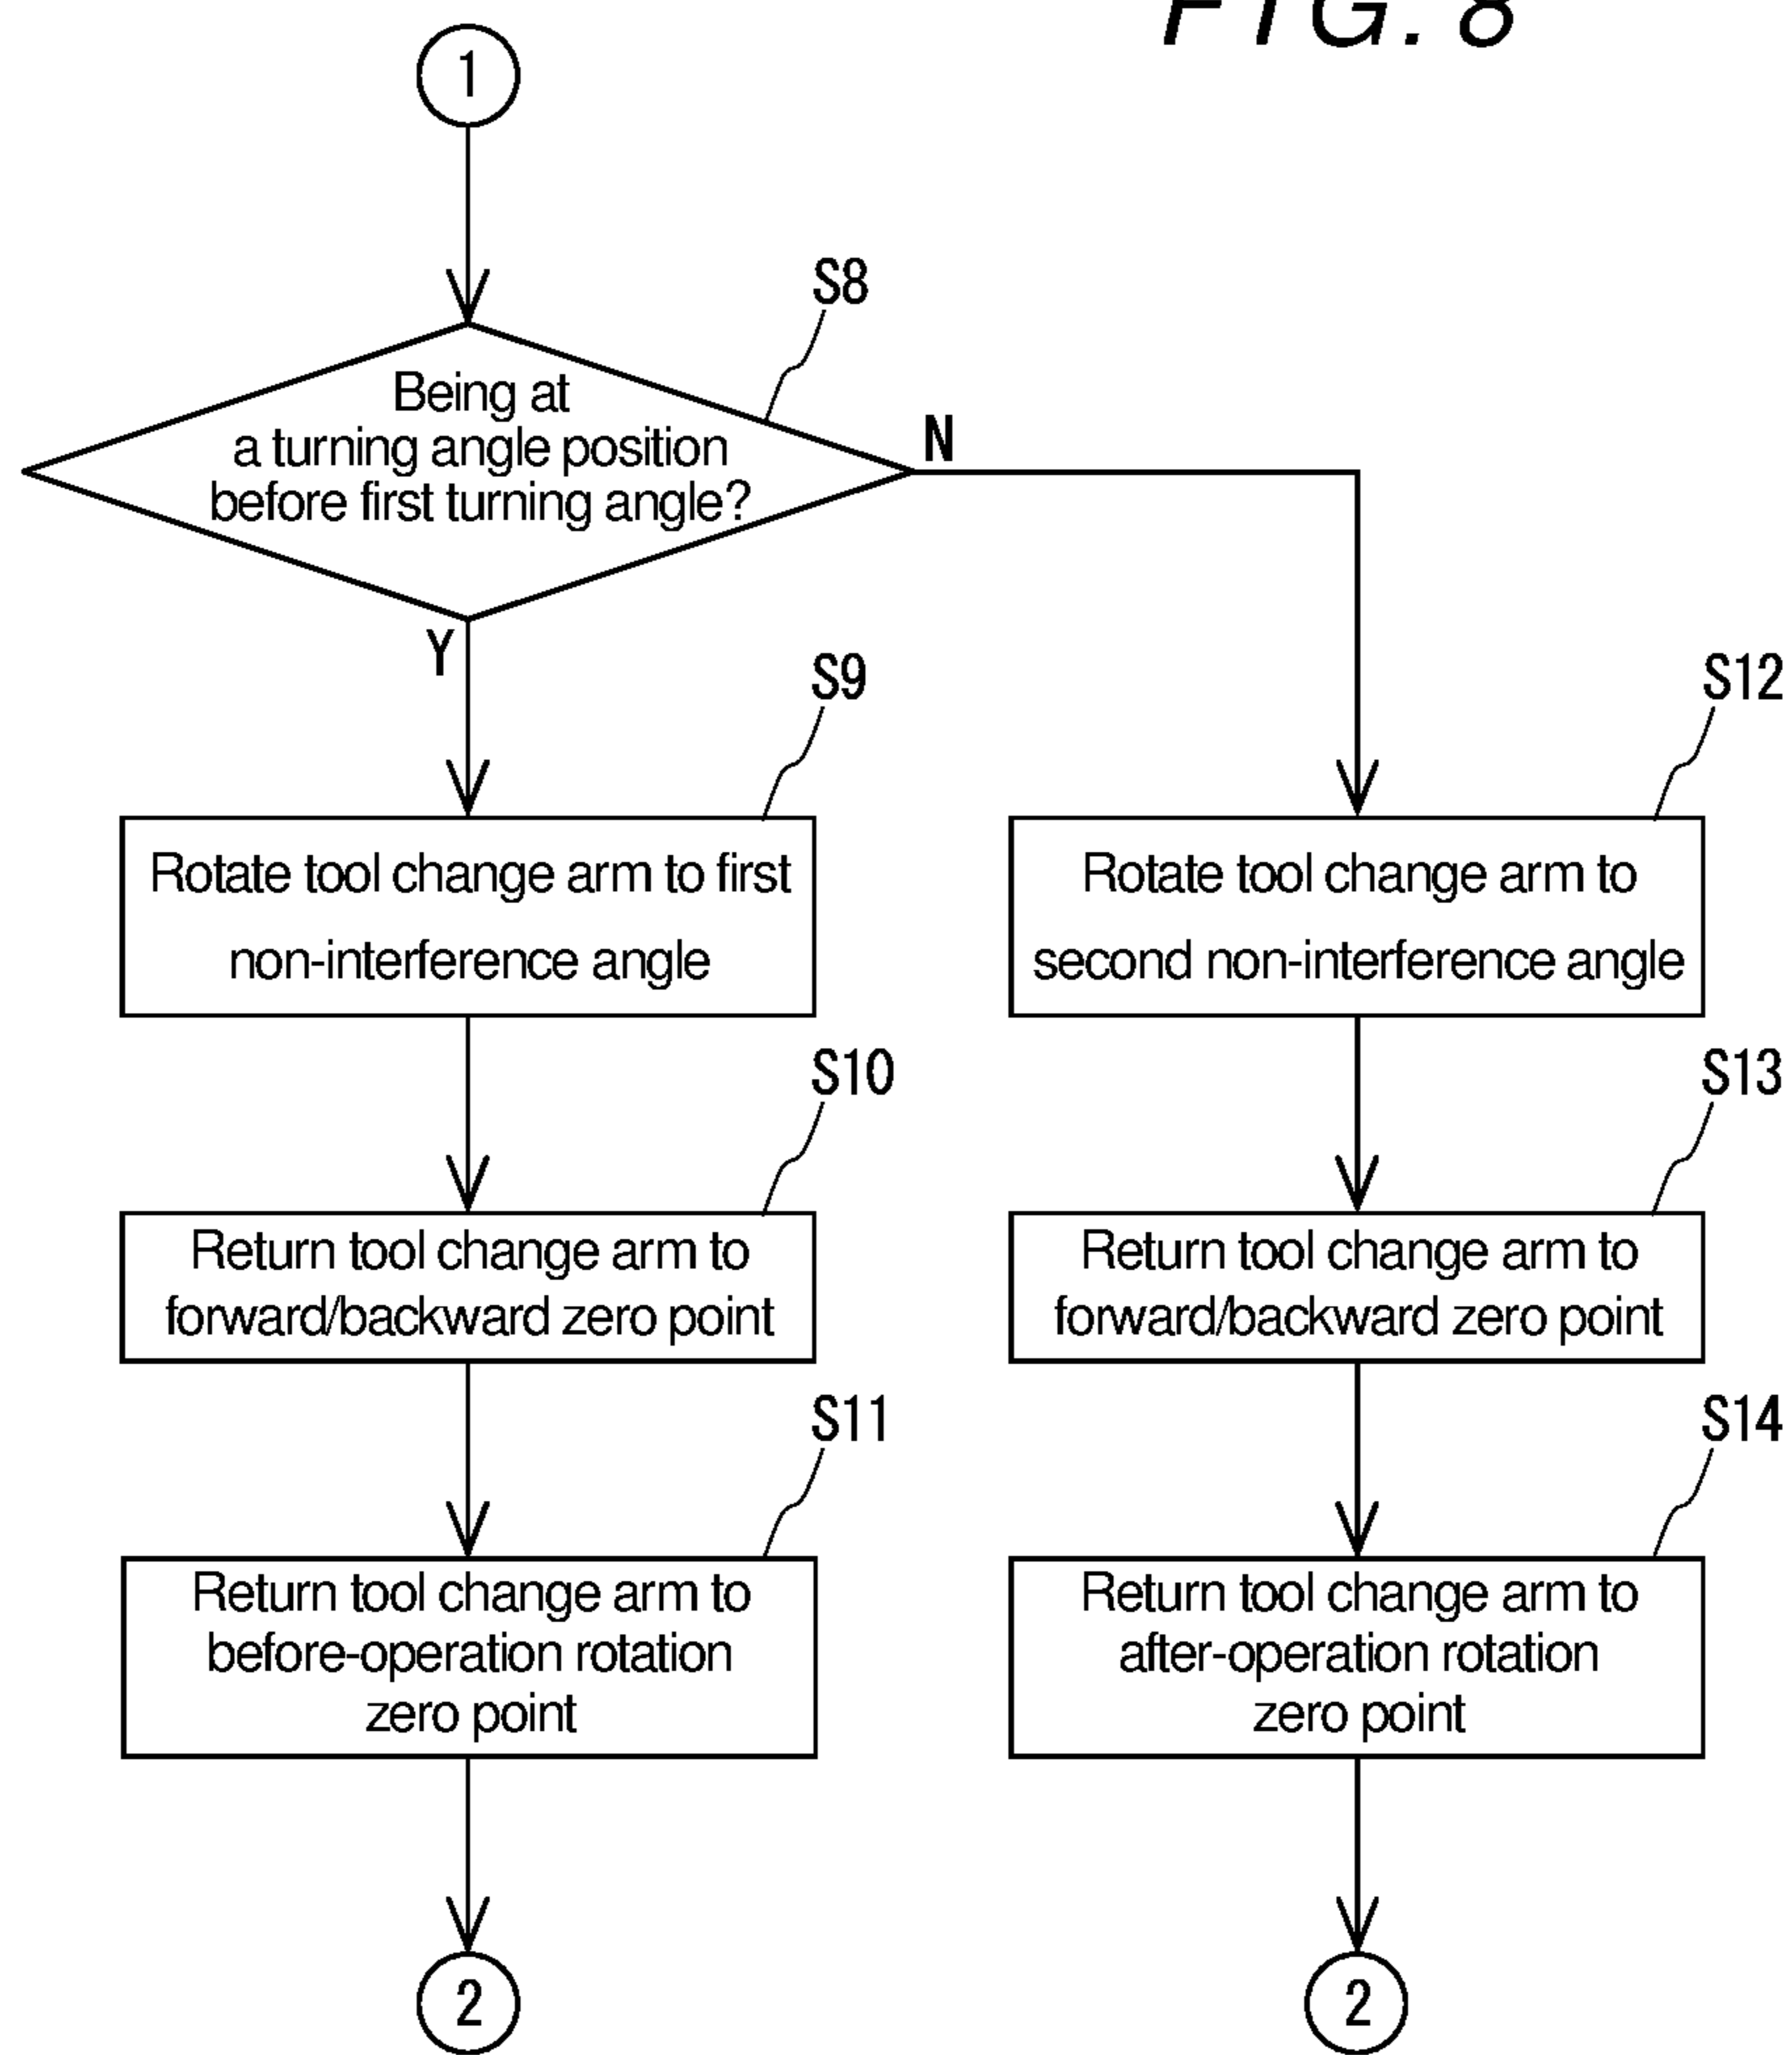 FIG. 8
1
S8
Being at
a turning angle position
before first turning angle?
N
Y
S9
Rotate tool change arm to first
non-interference angle
S10
Return tool change arm to
forward/backward zero point
S11
Return tool change arm to
before-operation rotation
zero point
2
S12
Rotate tool change arm to
second non-interference angle
S13
Return tool change arm to
forward/backward zero point
S14
Return tool change arm to
after-operation rotation
zero point
2